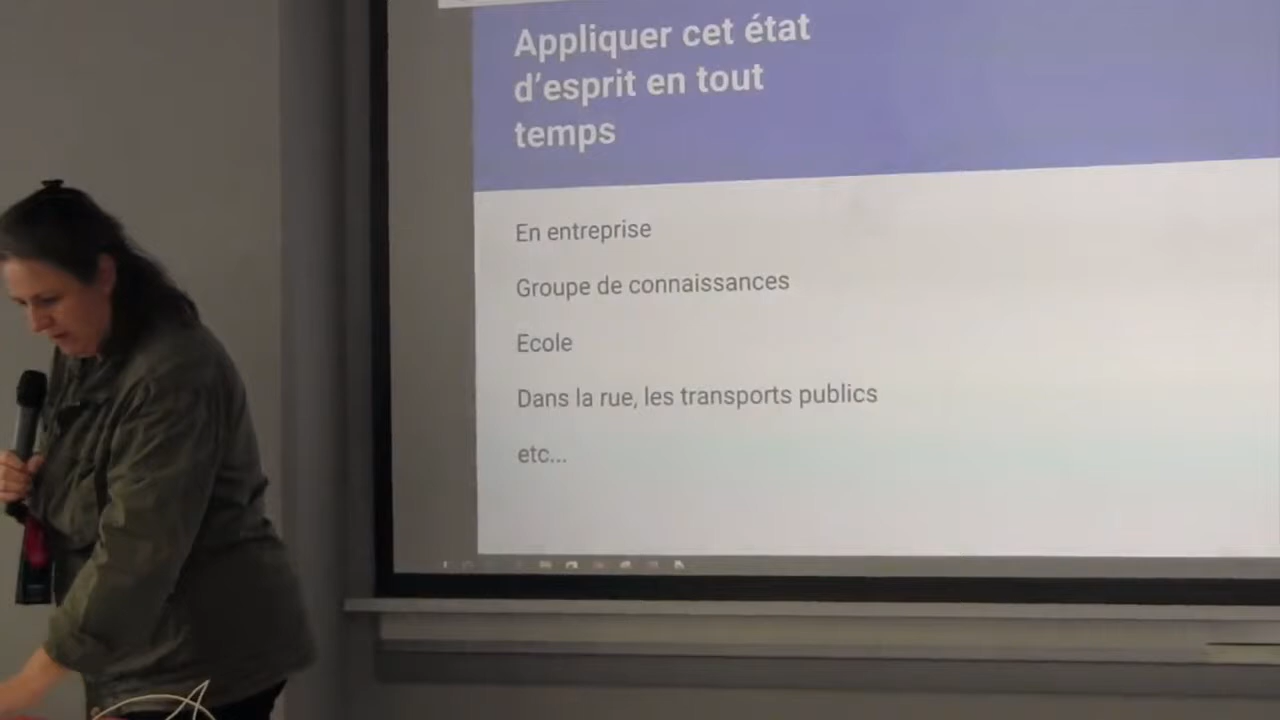 Appliquer cet état
d'esprit en tout
temps
En entreprise
Groupe de connaissances
Ecole
Dans la rue, les transports publics
etc...